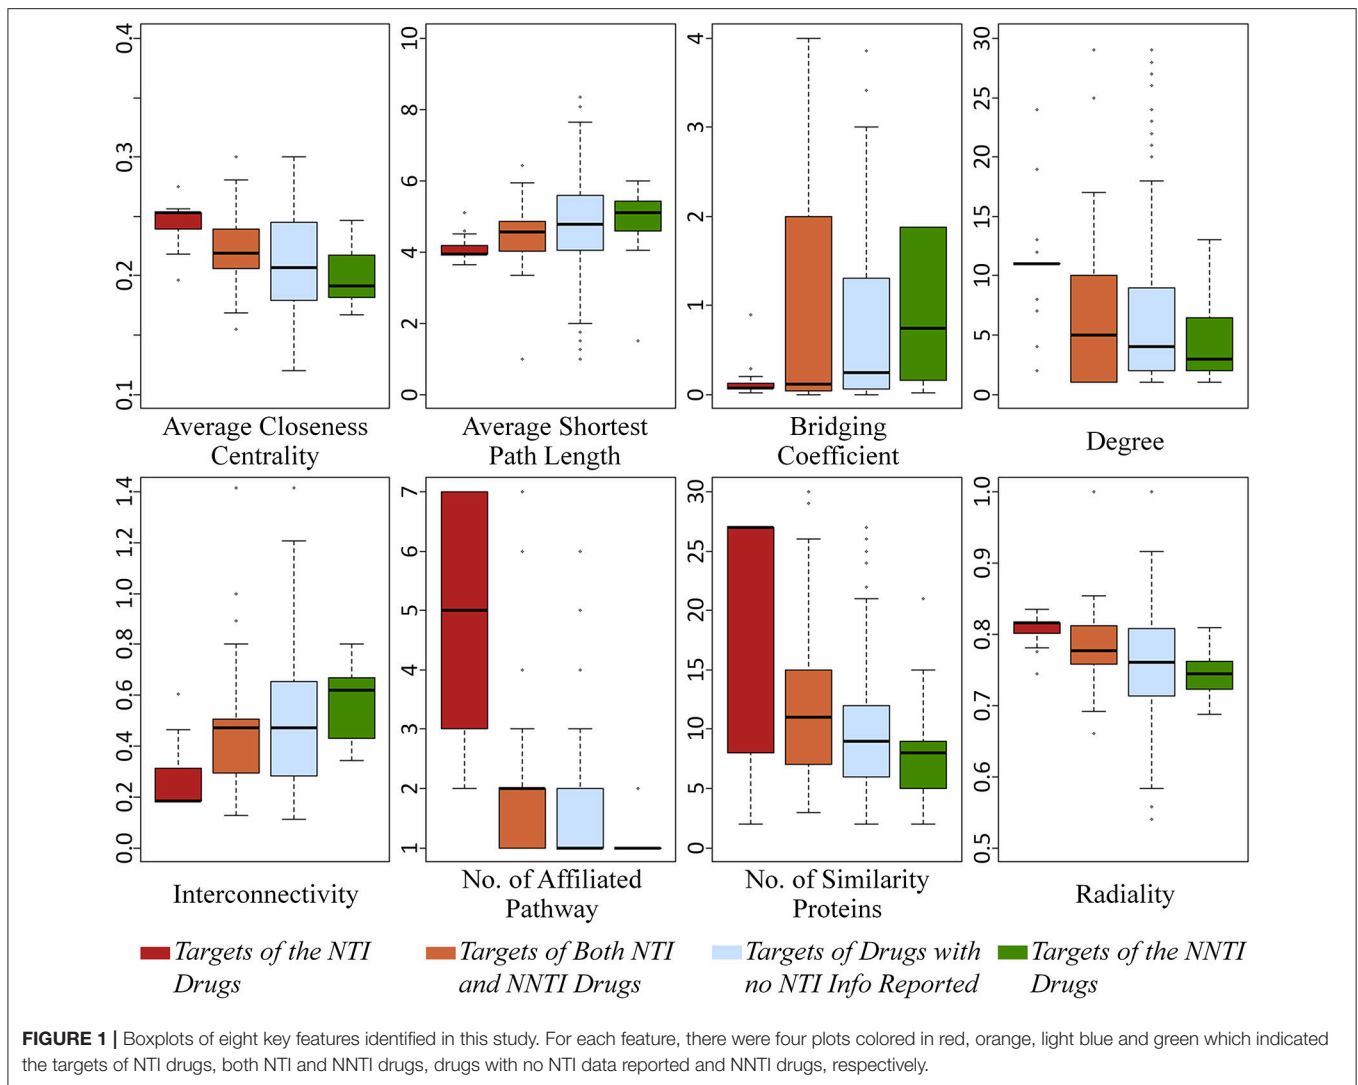 0.1 0.2 0.3 0.4
0 2 4 6 8 10
0 1 2 3 4
0 5 10 15 20 25 30
Average Closeness
Centrality
Average Shortest
Path Length
Bridging
Coefficient
Degree
0.0 0.2 0.4 0.6 0.8 1.0 1.2 1.4
1 2 3 4 5 6 7
0 5 10 15 20 25 30
0.5 0.6 0.7 0.8 0.9 1.0
Interconnectivity
No. of Affiliated
Pathway
No. of Similarity
Proteins
Radiality
Targets of the NTI
Drugs
Targets of Both NTI
and NNTI Drugs
Targets of Drugs with
no NTI Info Reported
Targets of the NNTI
Drugs
FIGURE 1 | Boxplots of eight key features identified in this study. For each feature, there were four plots colored in red, orange, light blue and green which indicated
the targets of NTI drugs, both NTI and NNTI drugs, drugs with no NTI data reported and NNTI drugs, respectively.